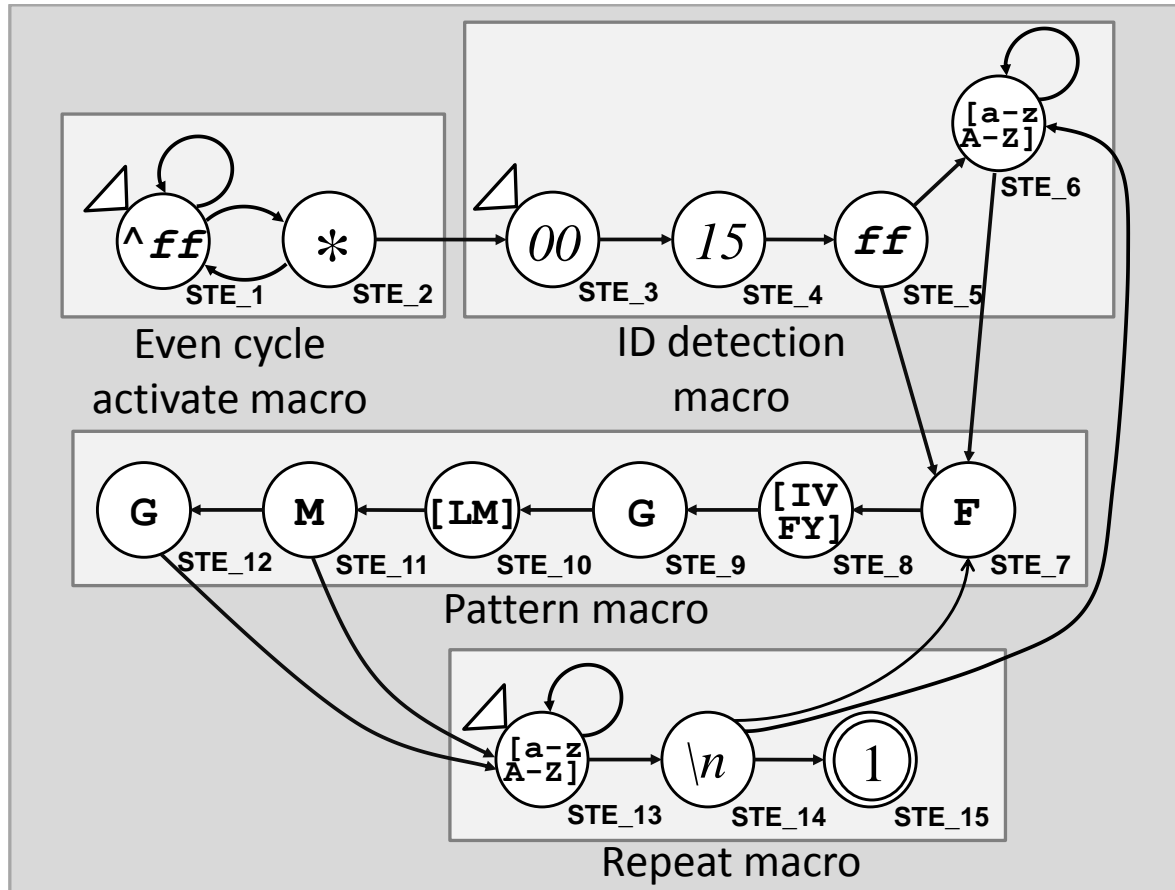 [a-z
A-Z]
STE_6
^ff
STE_1
*
STE_2
00
STE_3
15
STE_4
ff
STE_5
Even cycle
activate macro
ID detection
macro
G
STE_12
M
STE_11
[LM]
STE_10
G
STE_9
[IV
FY]
STE_8
F
STE_7
Pattern macro
[a-z
A-Z]
STE_13
\n
STE_14
1
STE_15
Repeat macro